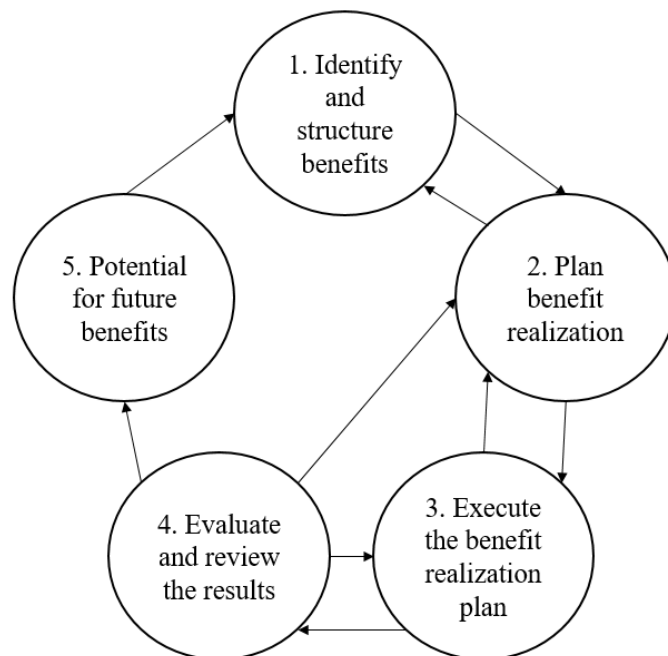 1. Identify
and
structure
benefits
2. Plan
benefit
realization
3. Execute
the benefit
realization
plan
4. Evaluate
and review
the results
5. Potential
for future
benefits